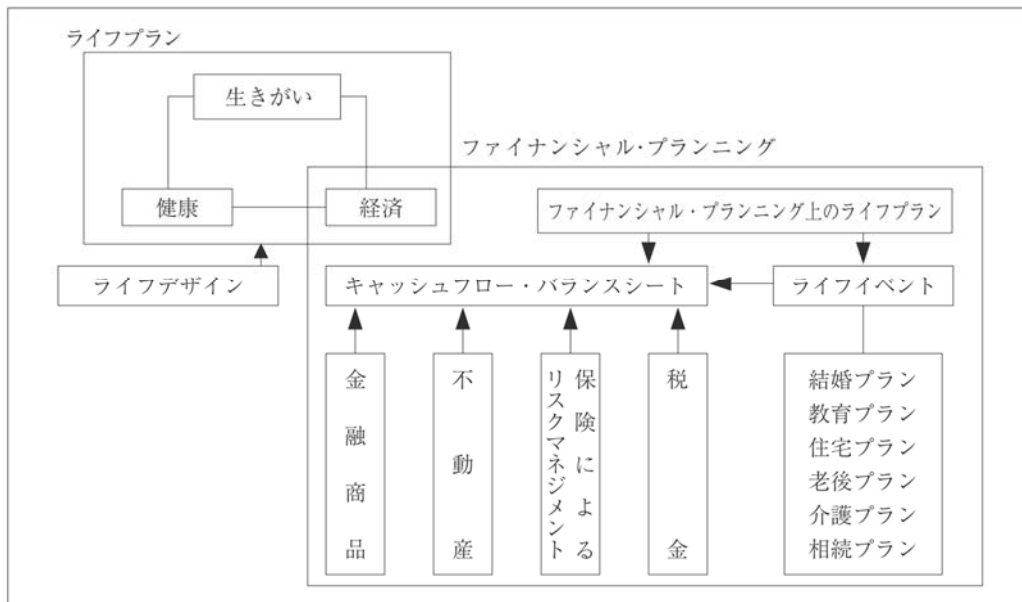 ライフプラン
生きがい
ファイナンシャル・プランニング
健康
経済
ファイナンシャル・プランニング上のライフプラン
ライフデザイン
キャッシュフロー・バランスシート
ライフイベント
金融商品
不動産
保険による
リスクマネジメント
税金
結婚プラン
教育プラン
住宅プラン
老後プラン
介護プラン
相続プラン